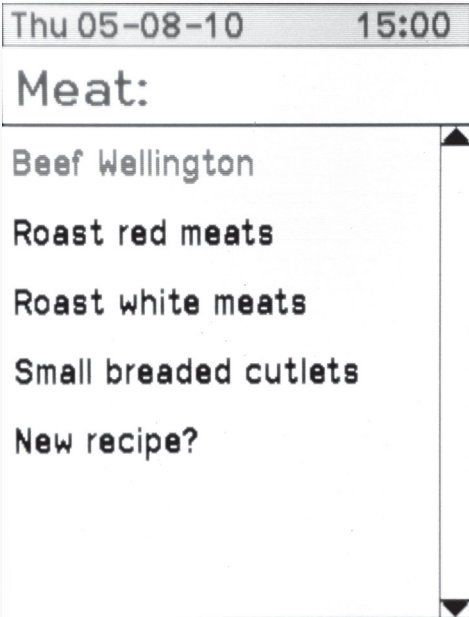 Thu 05-08-10 15:00
Meat:
Beef Wellington
Roast red meats
Roast white meats
Small breaded cutlets
New recipe?